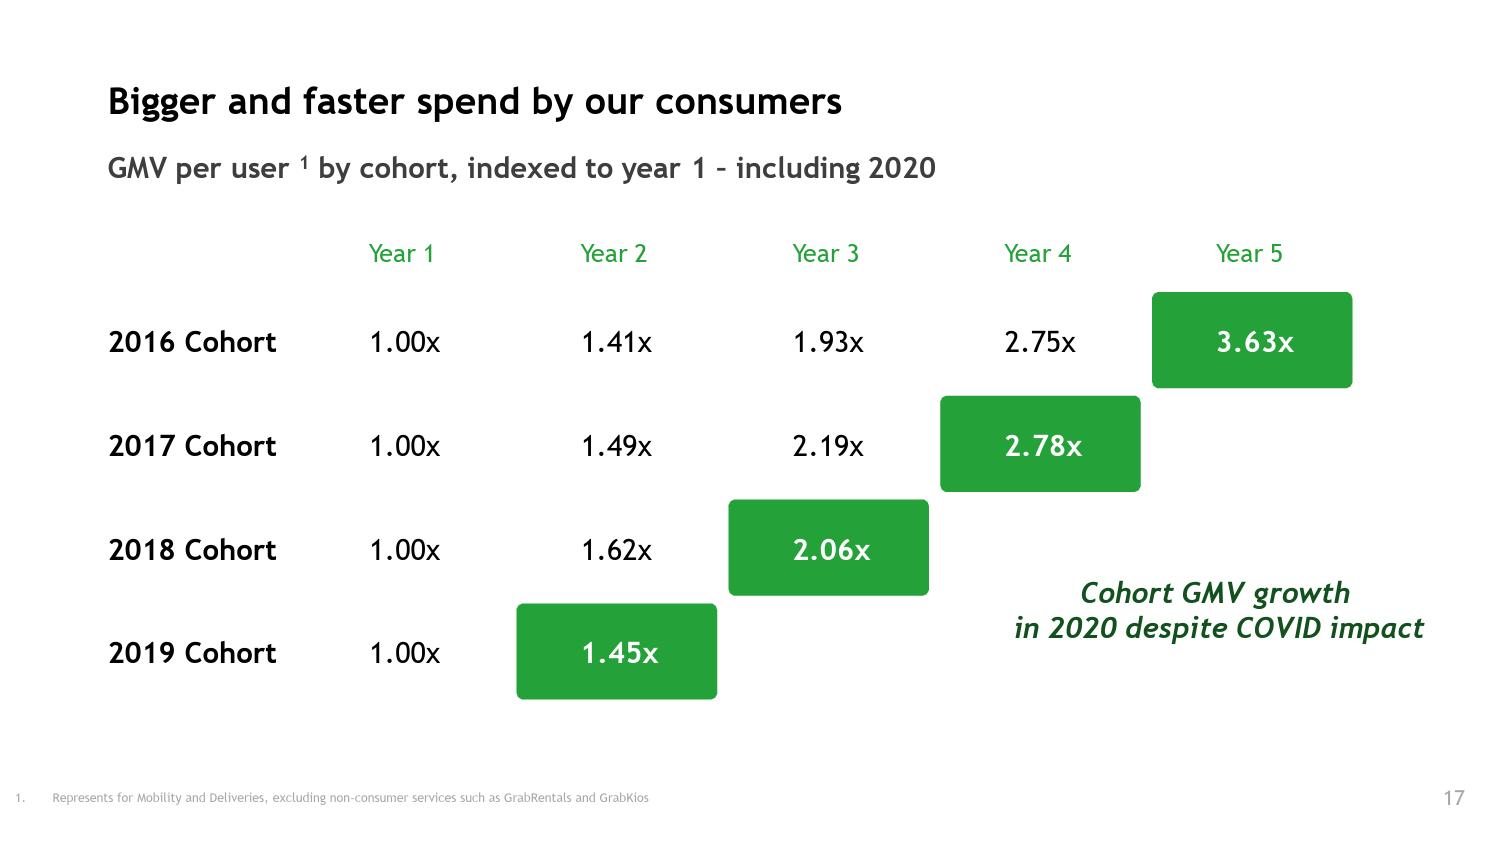 Bigger and faster spend by our consumers
GMV per user ¹ by cohort, indexed to year 1 – including 2020
Year 1 Year 2 Year 3 Year 4 Year 5
2016 Cohort 1.00x 1.41x 1.93x 2.75x 3.63x
2017 Cohort 1.00x 1.49x 2.19x 2.78x
2018 Cohort 1.00x 1.62x 2.06x
2019 Cohort 1.00x 1.45x
Cohort GMV growth
in 2020 despite COVID impact
1. Represents for Mobility and Deliveries, excluding non-consumer services such as GrabRentals and GrabKios
17